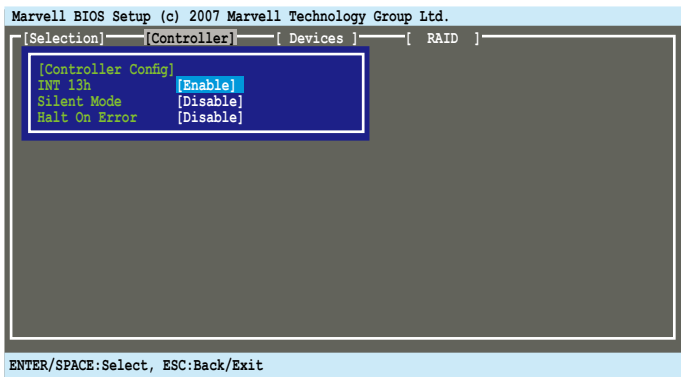 Marvell BIOS Setup (c) 2007 Marvell Technology Group Ltd.
[Selection] [Controller] [ Devices ] [ RAID ]
[Controller Config]
INT 13h [Enable]
Silent Mode [Disable]
Halt On Error [Disable]
ENTER/SPACE:Select, ESC:Back/Exit